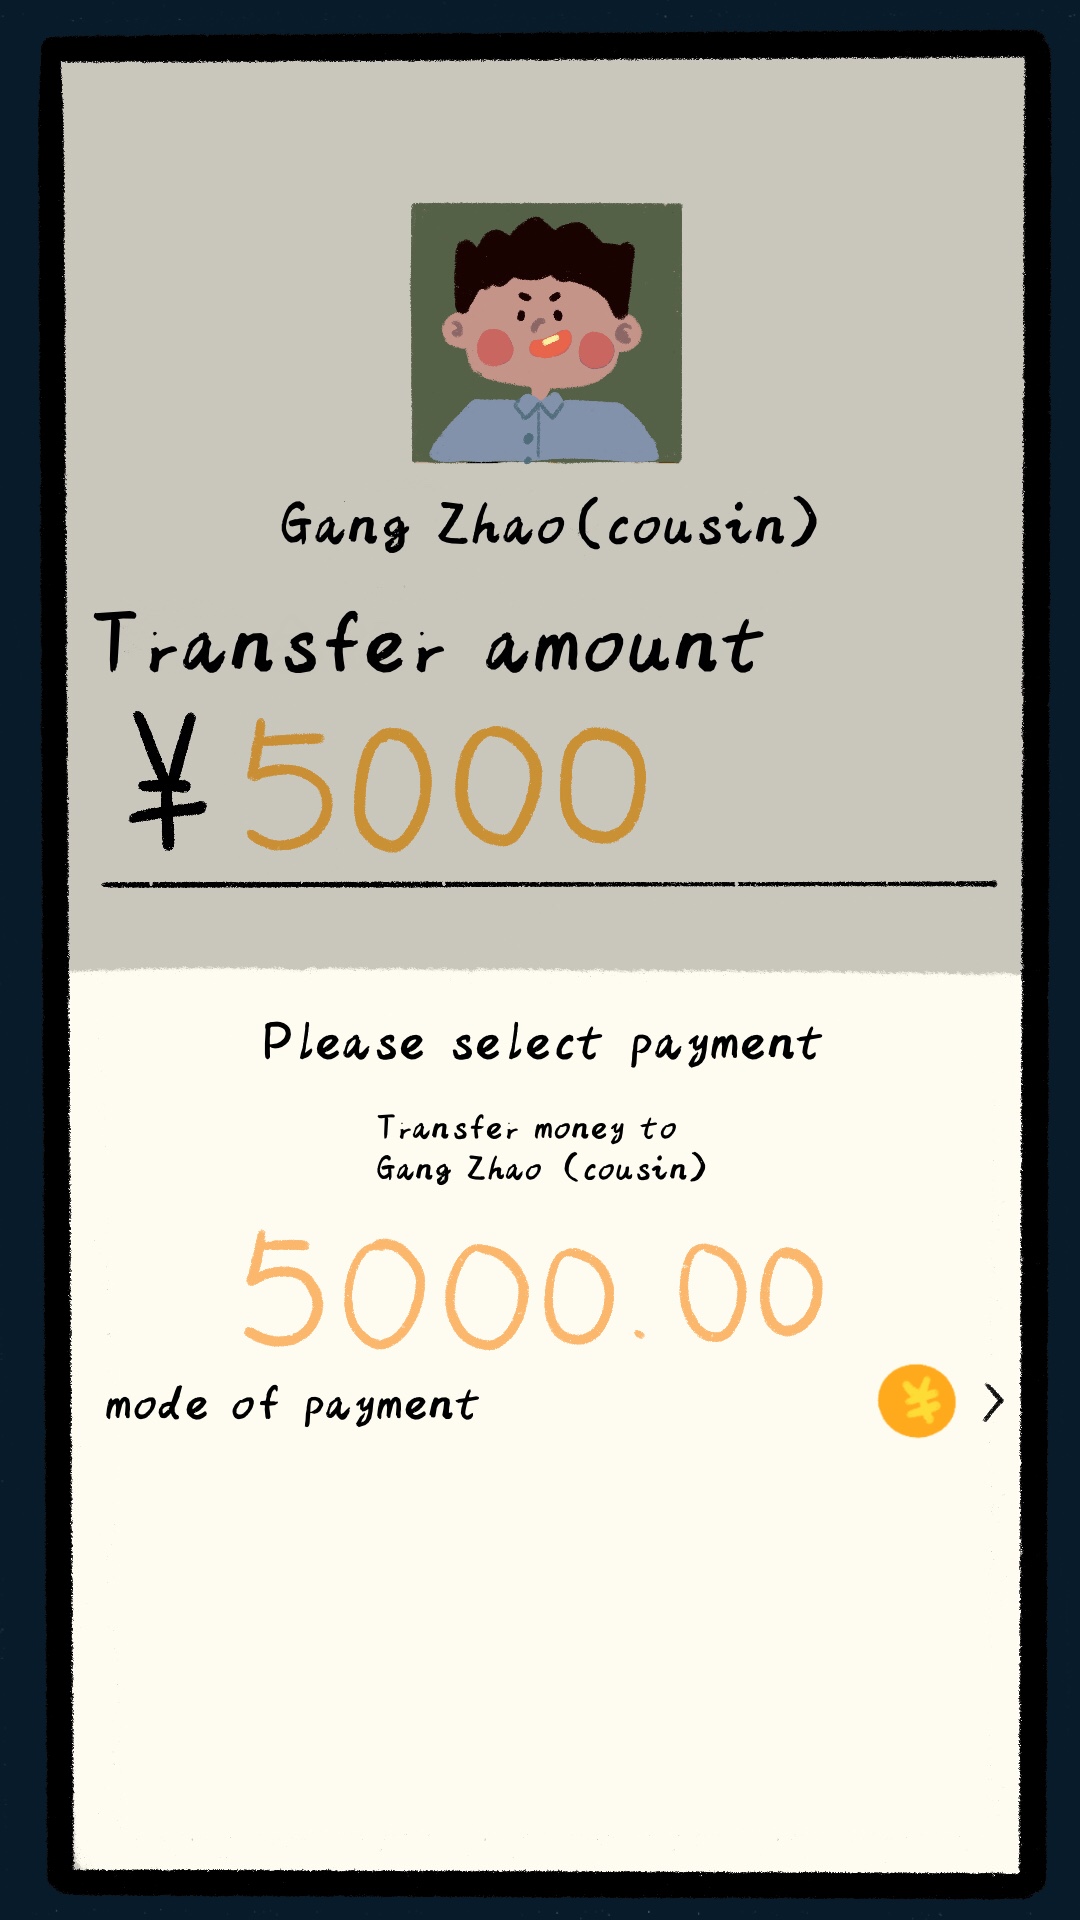 Gang Zhao(cousin)
Transfer amount
¥5000
Please select payment
Transfer money to
Gang Zhao (cousin)
5000.00
mode of payment ¥ >